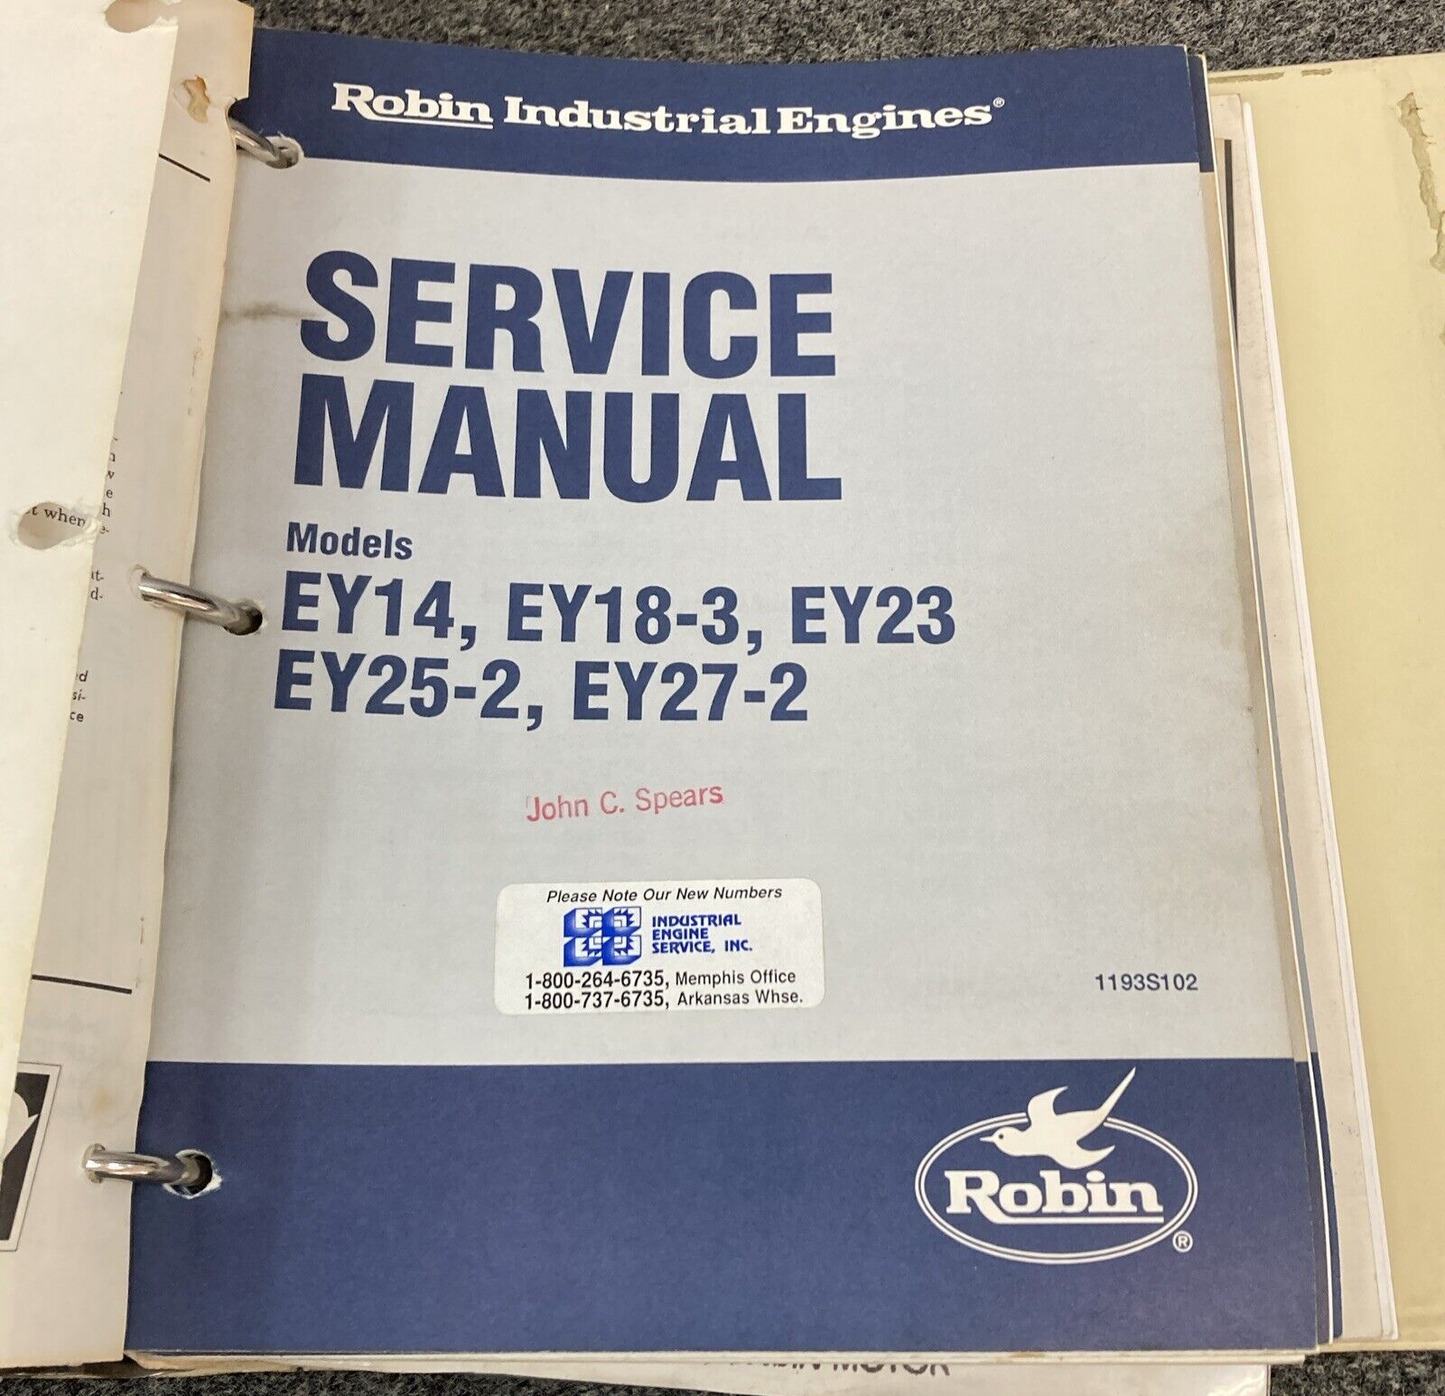 Robin Industrial Engines®
SERVICE
MANUAL
Models
EY14, EY18-3, EY23
EY25-2, EY27-2
John C. Spears
Please Note Our New Numbers
INDUSTRIAL
ENGINE
SERVICE, INC.
1-800-264-6735, Memphis Office
1-800-737-6735, Arkansas Whse.
1193S102
Robin
®
when
MOTOR